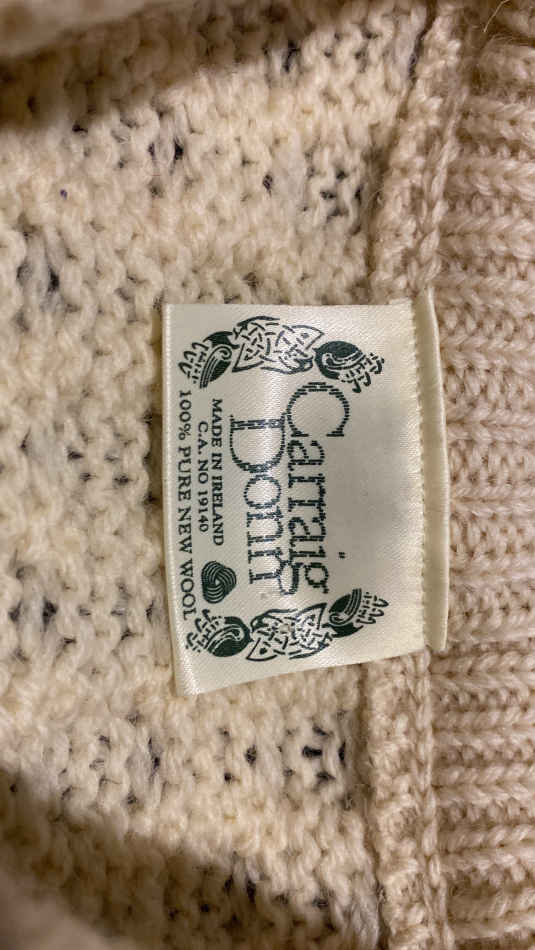 Carraig
Donn
MADE IN IRELAND
C.A. NO 19140
100% PURE NEW WOOL